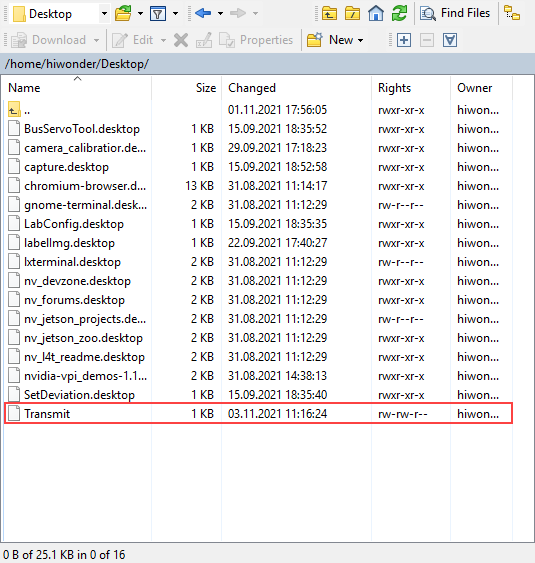 Desktop Find Files
Download Edit Properties New
/home/hiwonder/Desktop/
Name Size Changed Rights Owner
.. 01.11.2021 17:56:05 rwxr-xr-x hiwon...
BusServoTool.desktop 1 KB 15.09.2021 18:35:52 rwxr-xr-x hiwon...
camera_calibratior.de... 1 KB 29.09.2021 17:18:23 rwxr-xr-x hiwon...
capture.desktop 1 KB 15.09.2021 18:52:58 rwxr-xr-x hiwon...
chromium-browser.d... 13 KB 31.08.2021 11:14:17 rwxr-xr-x hiwon...
gnome-terminal.desk... 2 KB 31.08.2021 11:12:29 rw-r--r-- hiwon...
LabConfig.desktop 1 KB 15.09.2021 18:35:35 rwxr-xr-x hiwon...
labelImg.desktop 1 KB 22.09.2021 17:40:27 rwxr-xr-x hiwon...
lxterminal.desktop 2 KB 31.08.2021 11:12:29 rw-r--r-- hiwon...
nv_devzone.desktop 2 KB 31.08.2021 11:12:29 rwxr-xr-x hiwon...
nv_forums.desktop 2 KB 31.08.2021 11:12:29 rwxr-xr-x hiwon...
nv_jetson_projects.de... 2 KB 31.08.2021 11:12:29 rw-r--r-- hiwon...
nv_jetson_zoo.desktop 2 KB 31.08.2021 11:12:29 rwxr-xr-x hiwon...
nv_l4t_readme.desktop 2 KB 31.08.2021 11:12:29 rwxr-xr-x hiwon...
nvidia-vpi_demos-1.1... 2 KB 31.08.2021 14:38:13 rwxr-xr-x hiwon...
SetDeviation.desktop 1 KB 15.09.2021 18:35:40 rwxr-xr-x hiwon...
Transmit 1 KB 03.11.2021 11:16:24 rw-rw-r-- hiwon...
0 B of 25.1 KB in 0 of 16